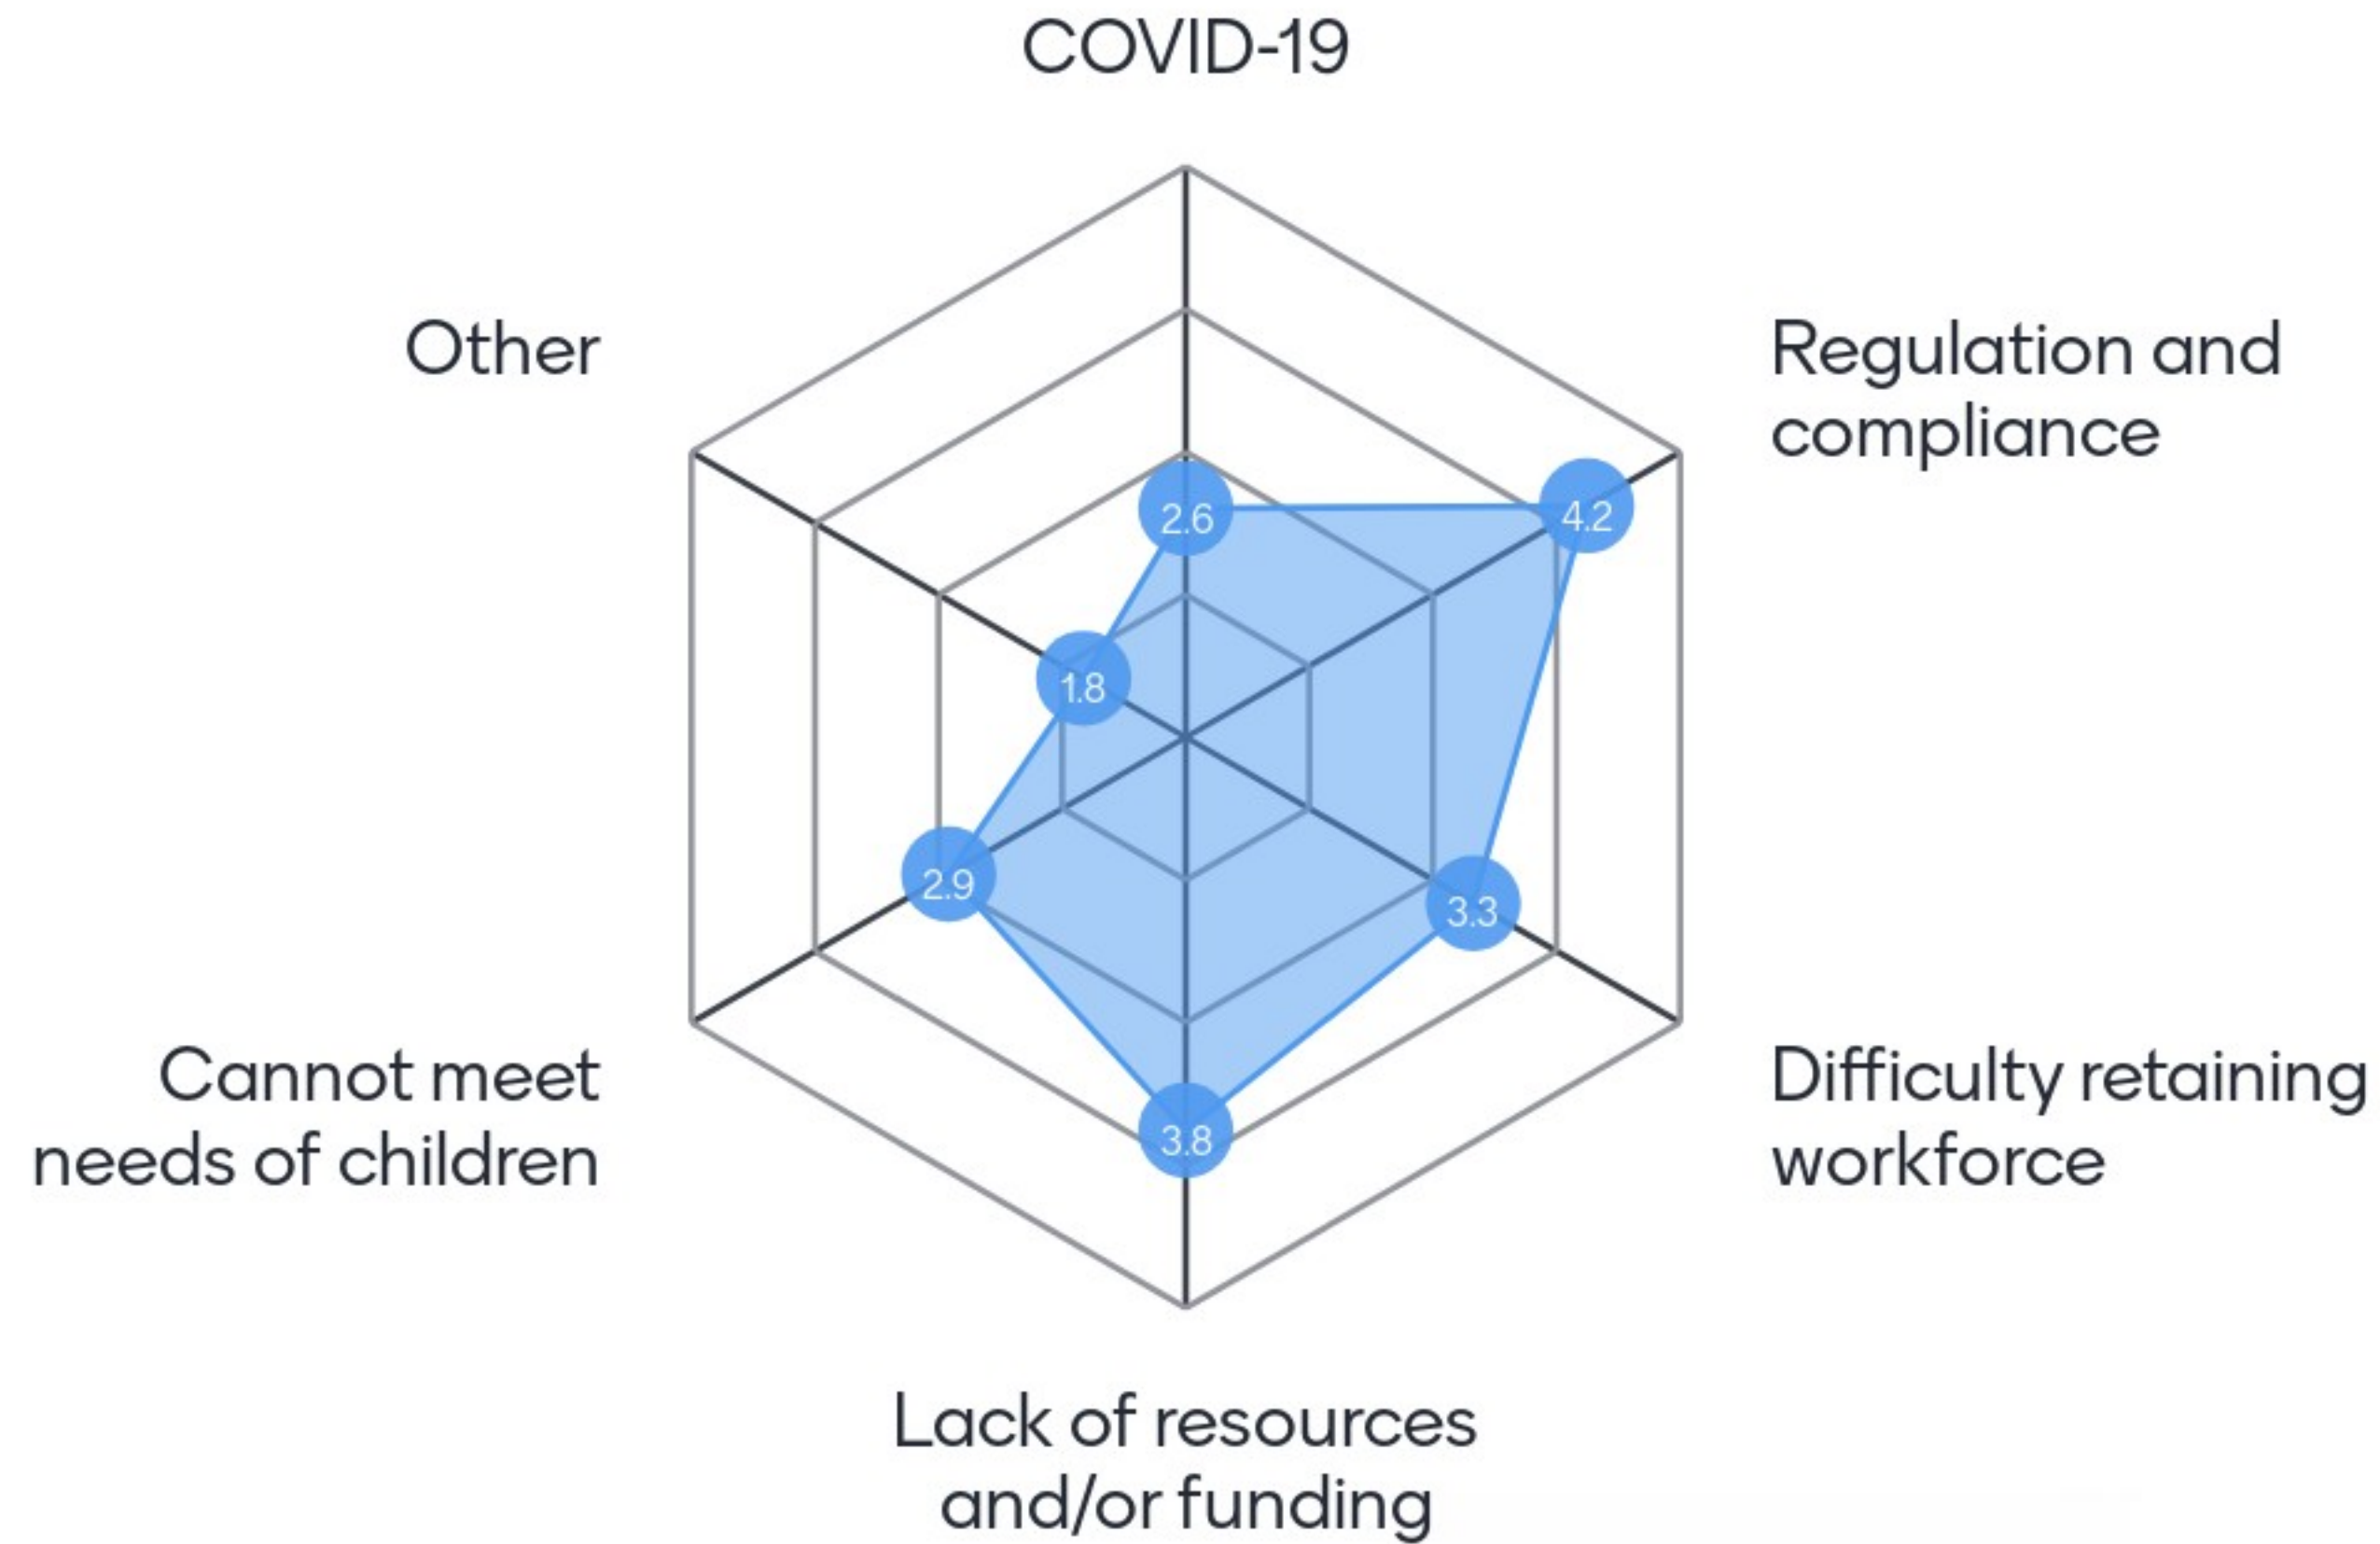 COVID-19
Other
Regulation and
compliance
2.6
4.2
1.8
2.9
3.3
Cannot meet
needs of children
3.8
Difficulty retaining
workforce
Lack of resources
and/or funding